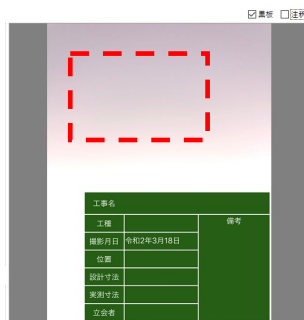 黒板 注釈
工事名
工種 備考
撮影月日 令和2年3月18日
位置
設計寸法
実測寸法
立会者